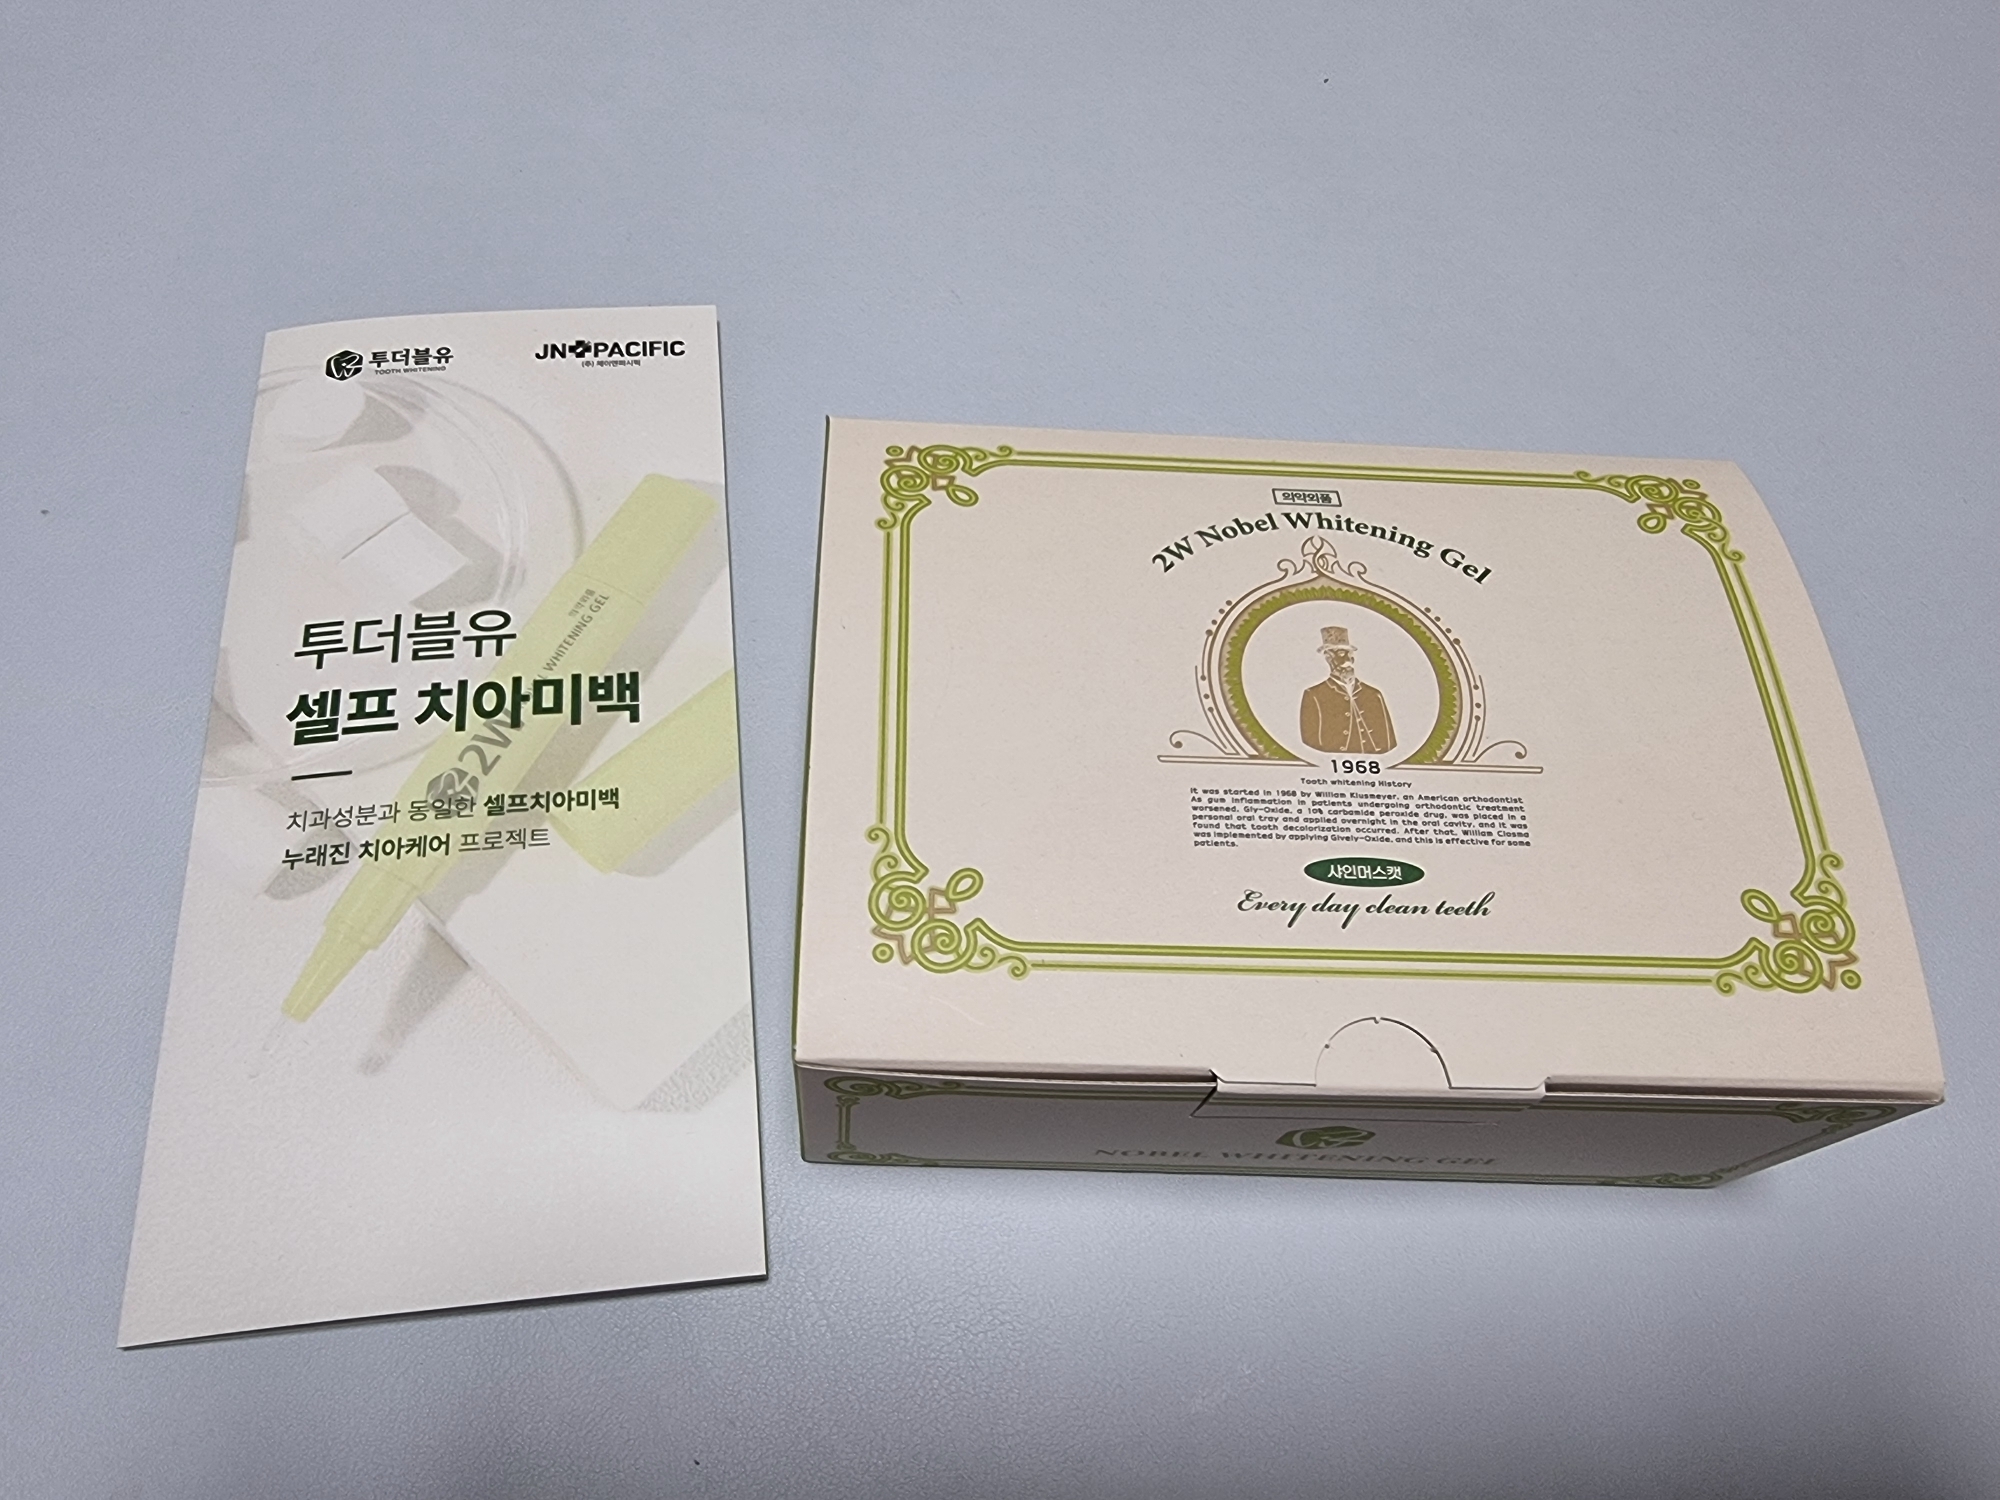 투더블유
TOOTH WHITENING
JN PACIFIC
(주) 제이앤퍼시픽
투더블유
셀프 치아미백
치과성분과 동일한 셀프치아미백
누래진 치아케어 프로젝트
의약외품
WHITENING GEL
2W
의약외품
2W Nobel Whitening Gel
1968
Tooth whitening History
It was started in 1968 by William Klusmeyer, an American orthodontist
As gum inflammation in patients undergoing orthodontic treatment
worsened, Gly-Oxide, a 10% carbamide peroxide drug, was placed in a
personal oral tray and applied overnight in the oral cavity, and it was
found that tooth decolorization occurred. After that, William Closma
was implemented by applying Gively-Oxide, and this is effective for some
patients.
샤인머스캣
Every day clean teeth
NOBEL WHITENING GEL